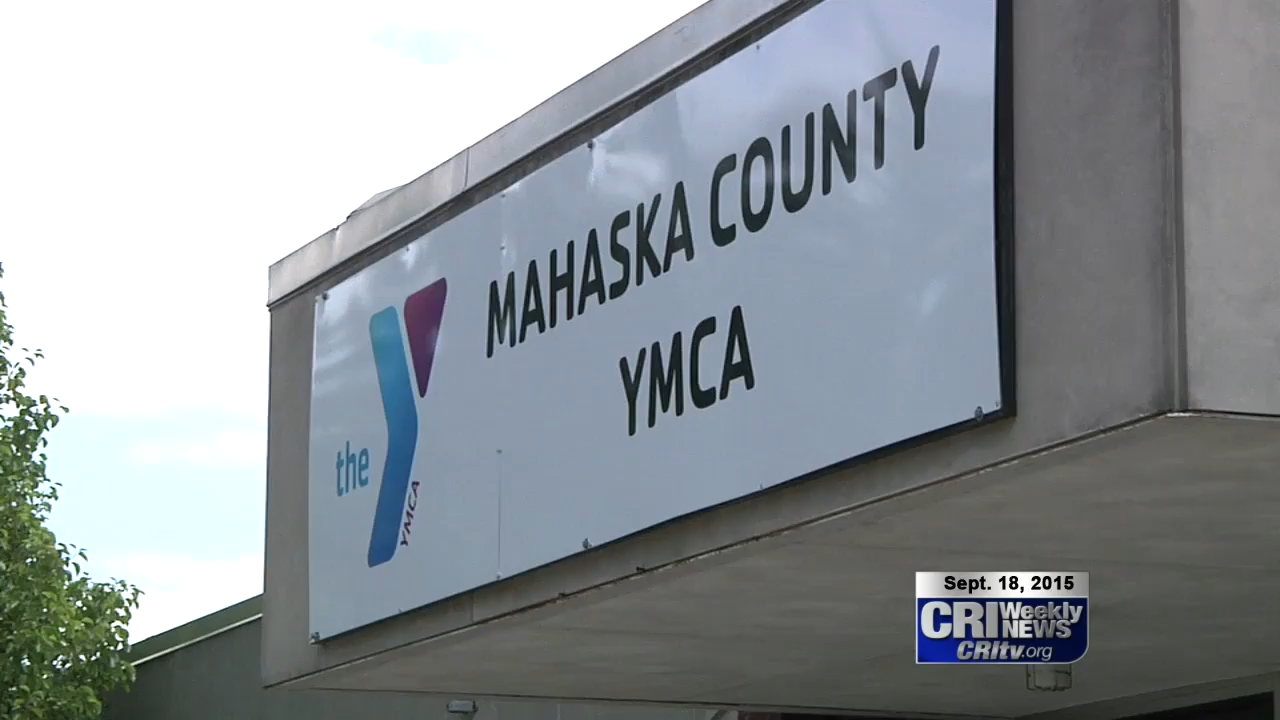 MAHASKA COUNTY
YMCA
the
YMCA
Sept. 18, 2015
CRI Weekly NEWS
CRItv.org